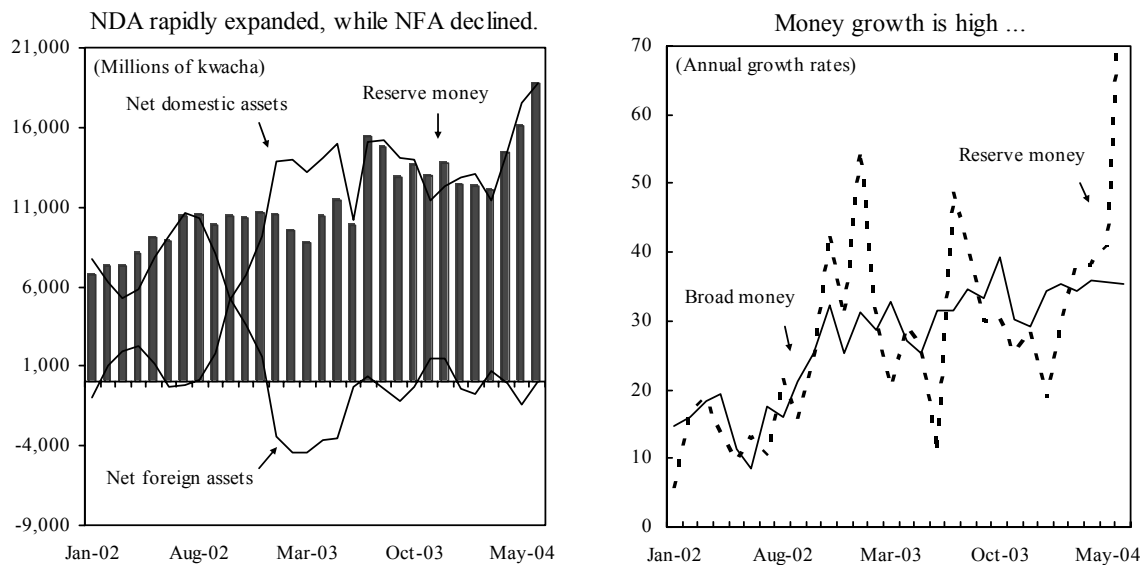 NDA rapidly expanded, while NFA declined.
21,000
(Millions of kwacha)
Net domestic assets
Reserve money
16,000
11,000
6,000
1,000
-4,000
Net foreign assets
-9,000
Jan-02
Aug-02
Mar-03
Oct-03
May-04
Money growth is high ...
70
(Annual growth rates)
60
Reserve money
50
40
Broad money
30
20
10
0
Jan-02
Aug-02
Mar-03
Oct-03
May-04